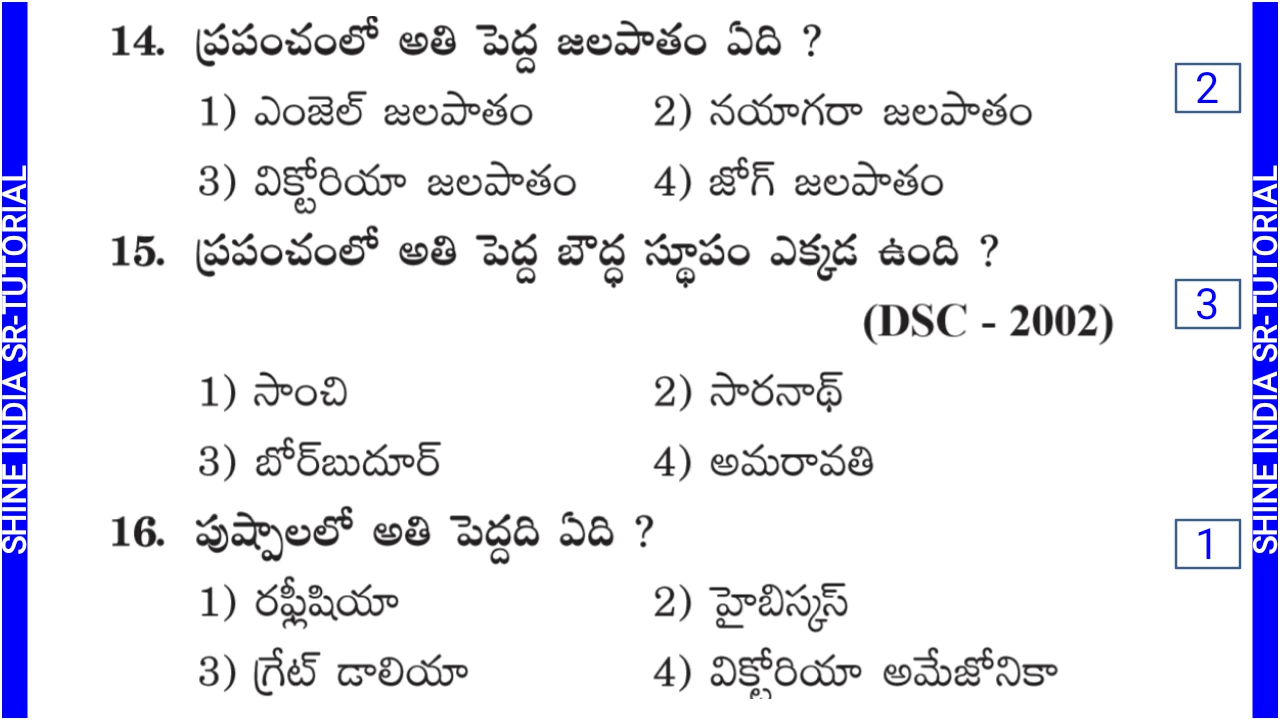 14. ప్రపంచంలో అతి పెద్ద జలపాతం ఏది ?
2
1) ఎంజెల్ జలపాతం 2) నయాగరా జలపాతం
3) విక్టోరియా జలపాతం 4) జోగ్ జలపాతం
15. ప్రపంచంలో అతి పెద్ద బౌద్ధ స్థూపం ఎక్కడ ఉంది ?
(DSC - 2002)
3
1) సాంచి 2) సారనాథ్
3) బోర్‌బుదూర్ 4) అమరావతి
16. పుష్పాలలో అతి పెద్దది ఏది ?
1
1) రఫ్లీషియా 2) హైబిస్కస్
3) గ్రేట్ డాలియా 4) విక్టోరియా అమేజోనికా
SHINE INDIA SR-TUTORIAL
SHINE INDIA SR-TUTORIAL